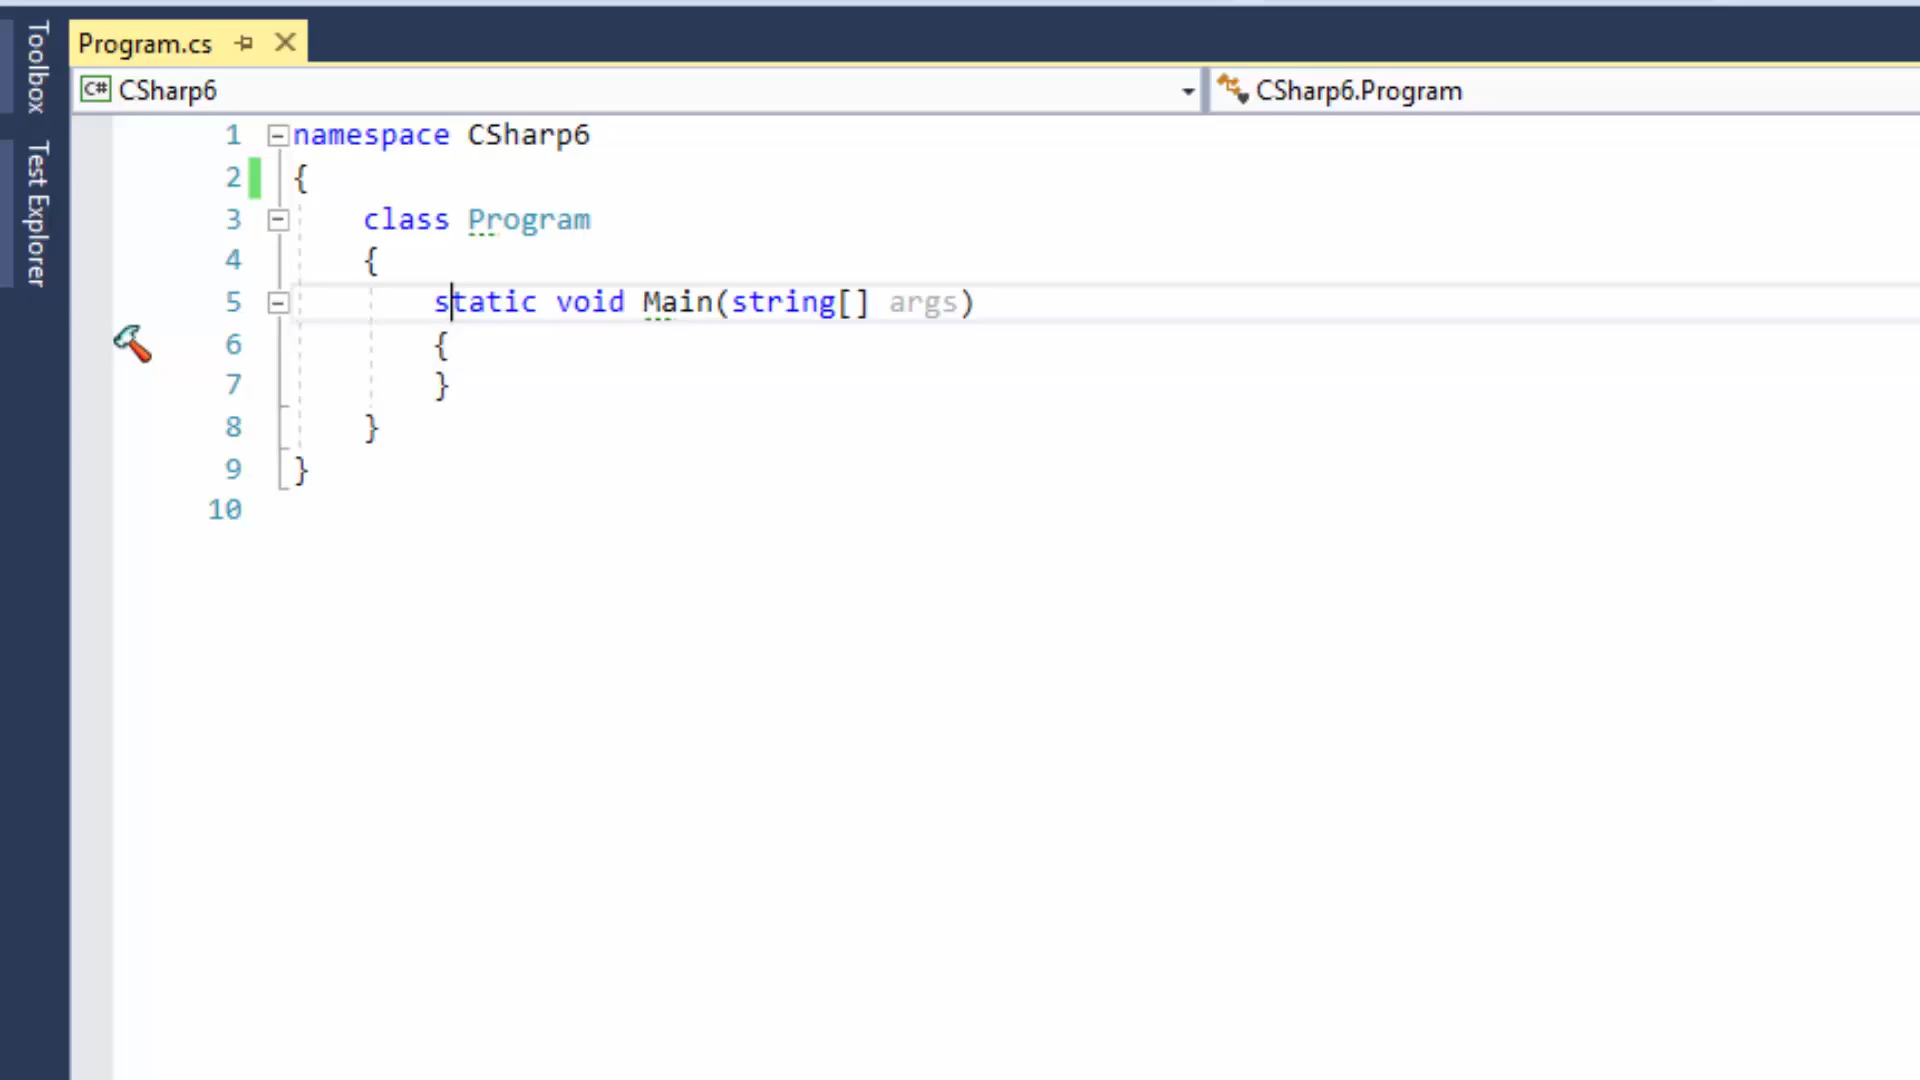 Toolbox
Test Explorer
Program.cs
C# CSharp6
CSharp6.Program
1 namespace CSharp6
2 {
3 class Program
4 {
5 static void Main(string[] args)
6 {
7 }
8 }
9 }
10